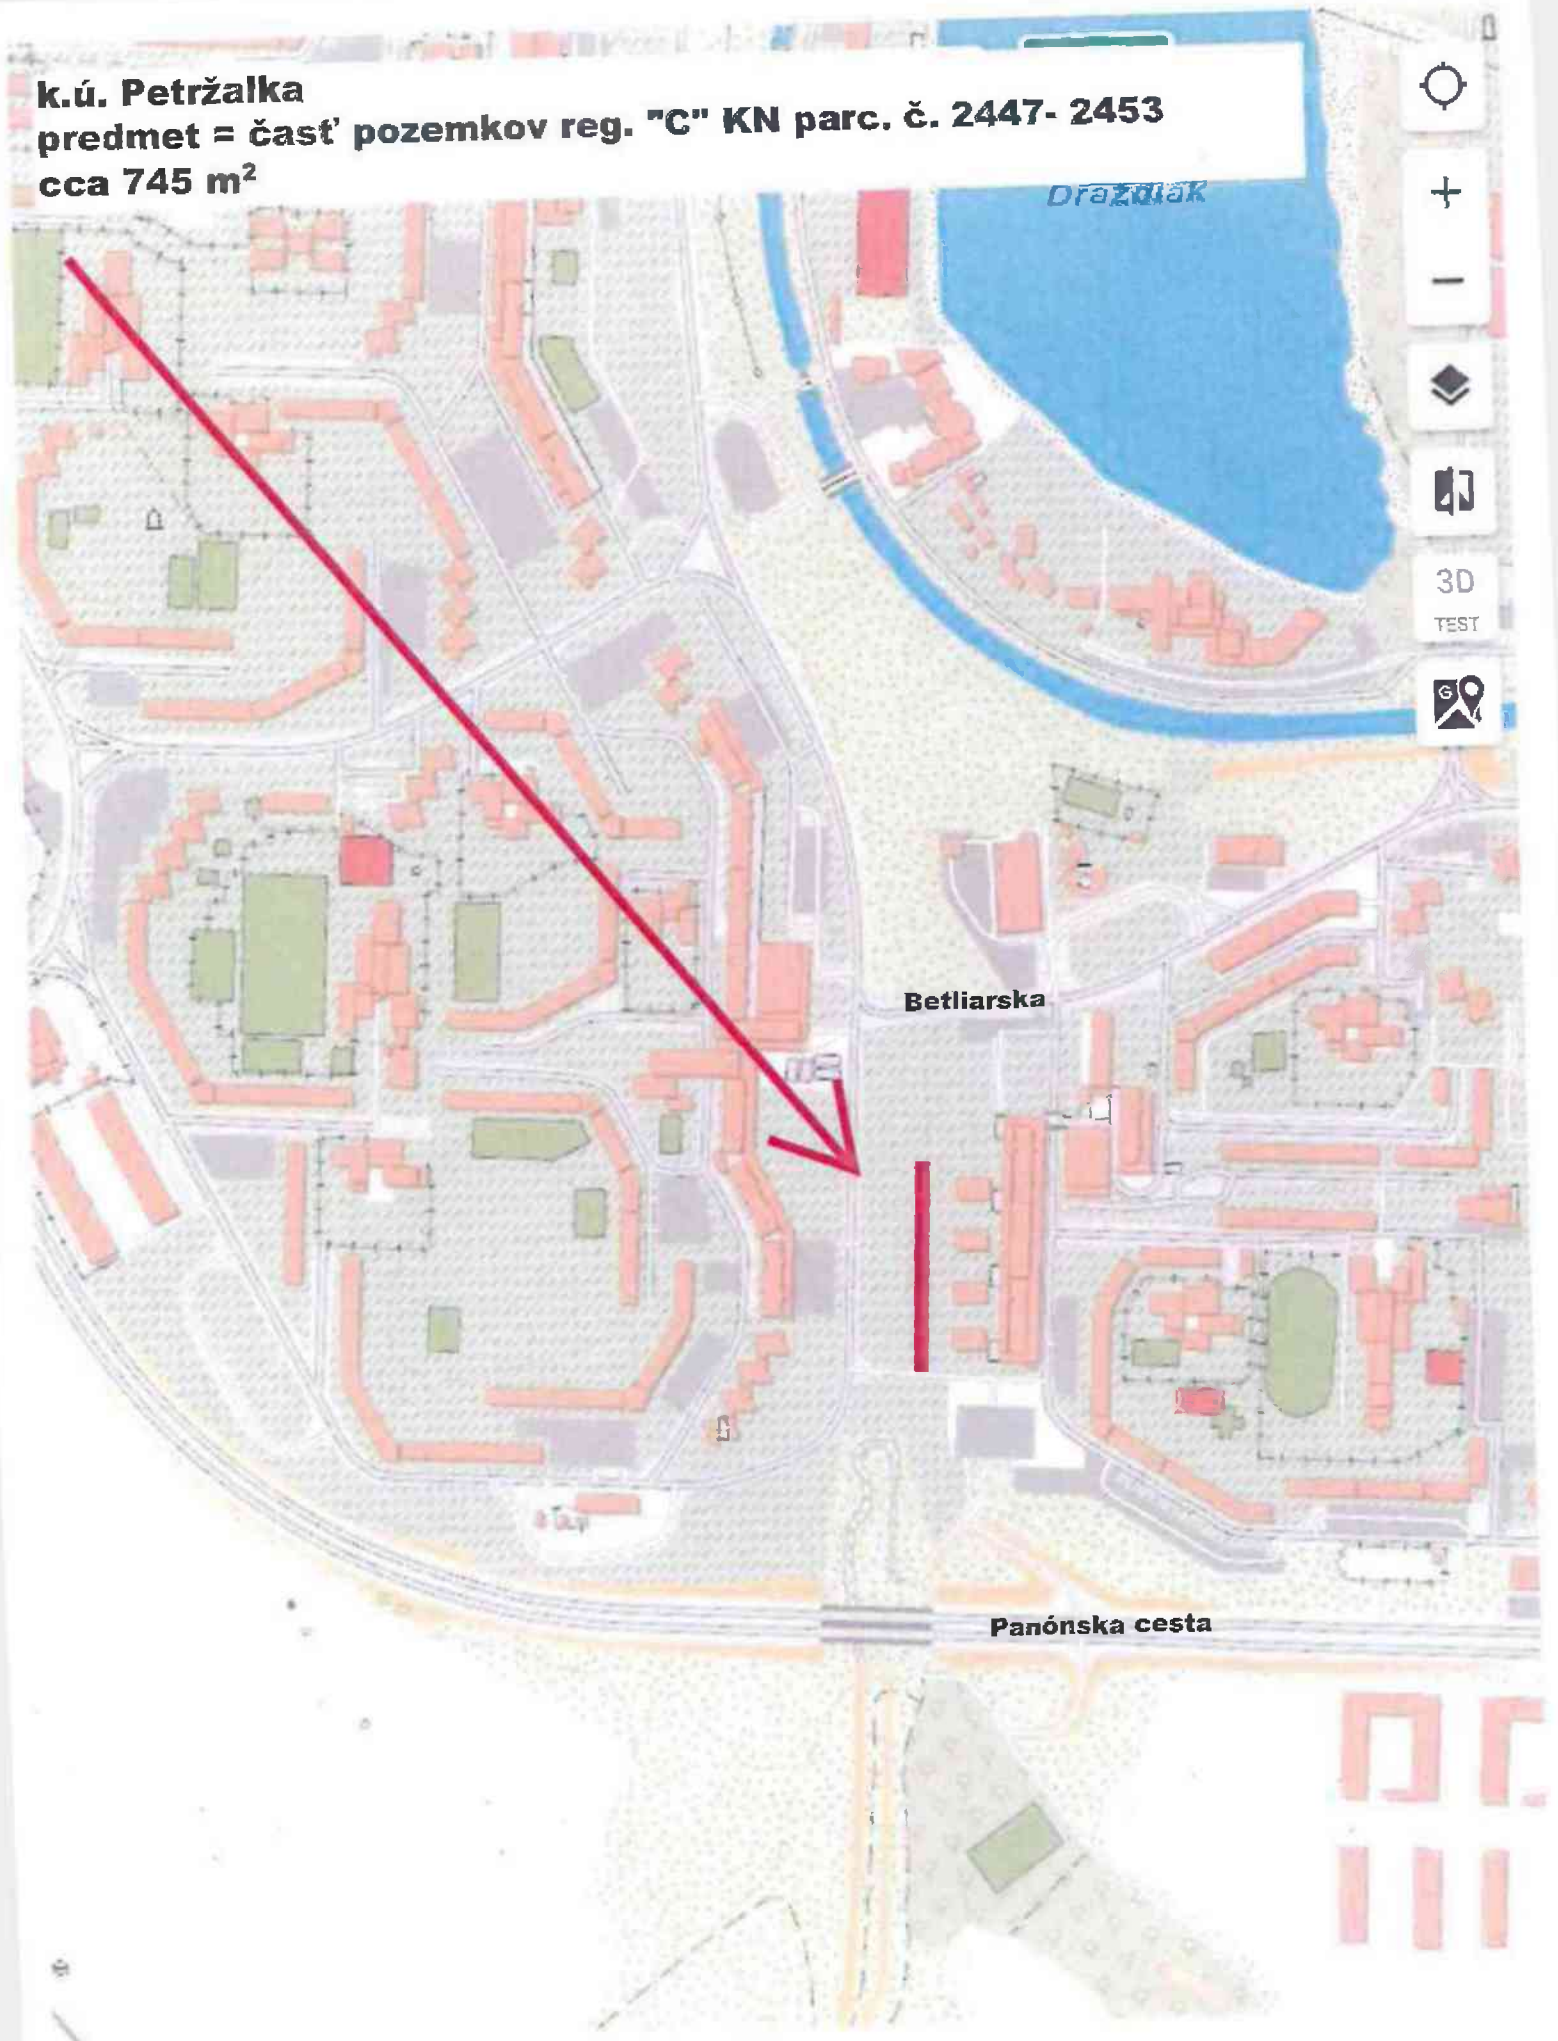 k.ú. Petržalka
predmet = časť pozemkov reg. "C" KN parc. č. 2447- 2453
cca 745 m²
Draždiak
3D
TEST
G
Betliarska
Panónska cesta